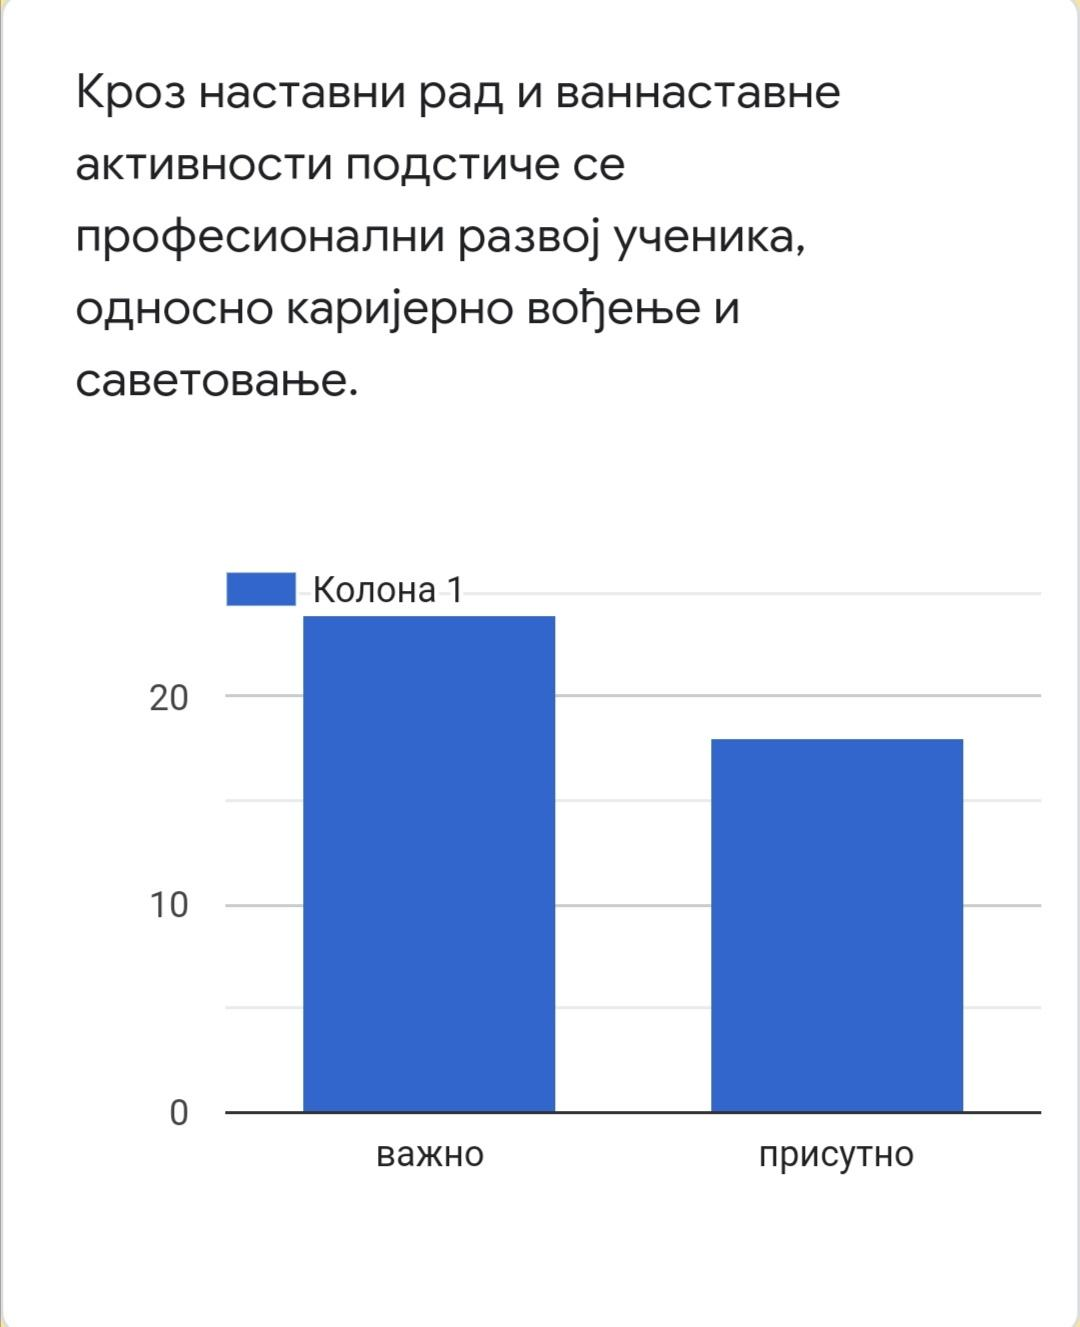 Кроз наставни рад и ваннаставне
активности подстиче се
професионални развој ученика,
односно каријерно вођење и
саветовање.
Колона 1
20
10
0
важно
присутно